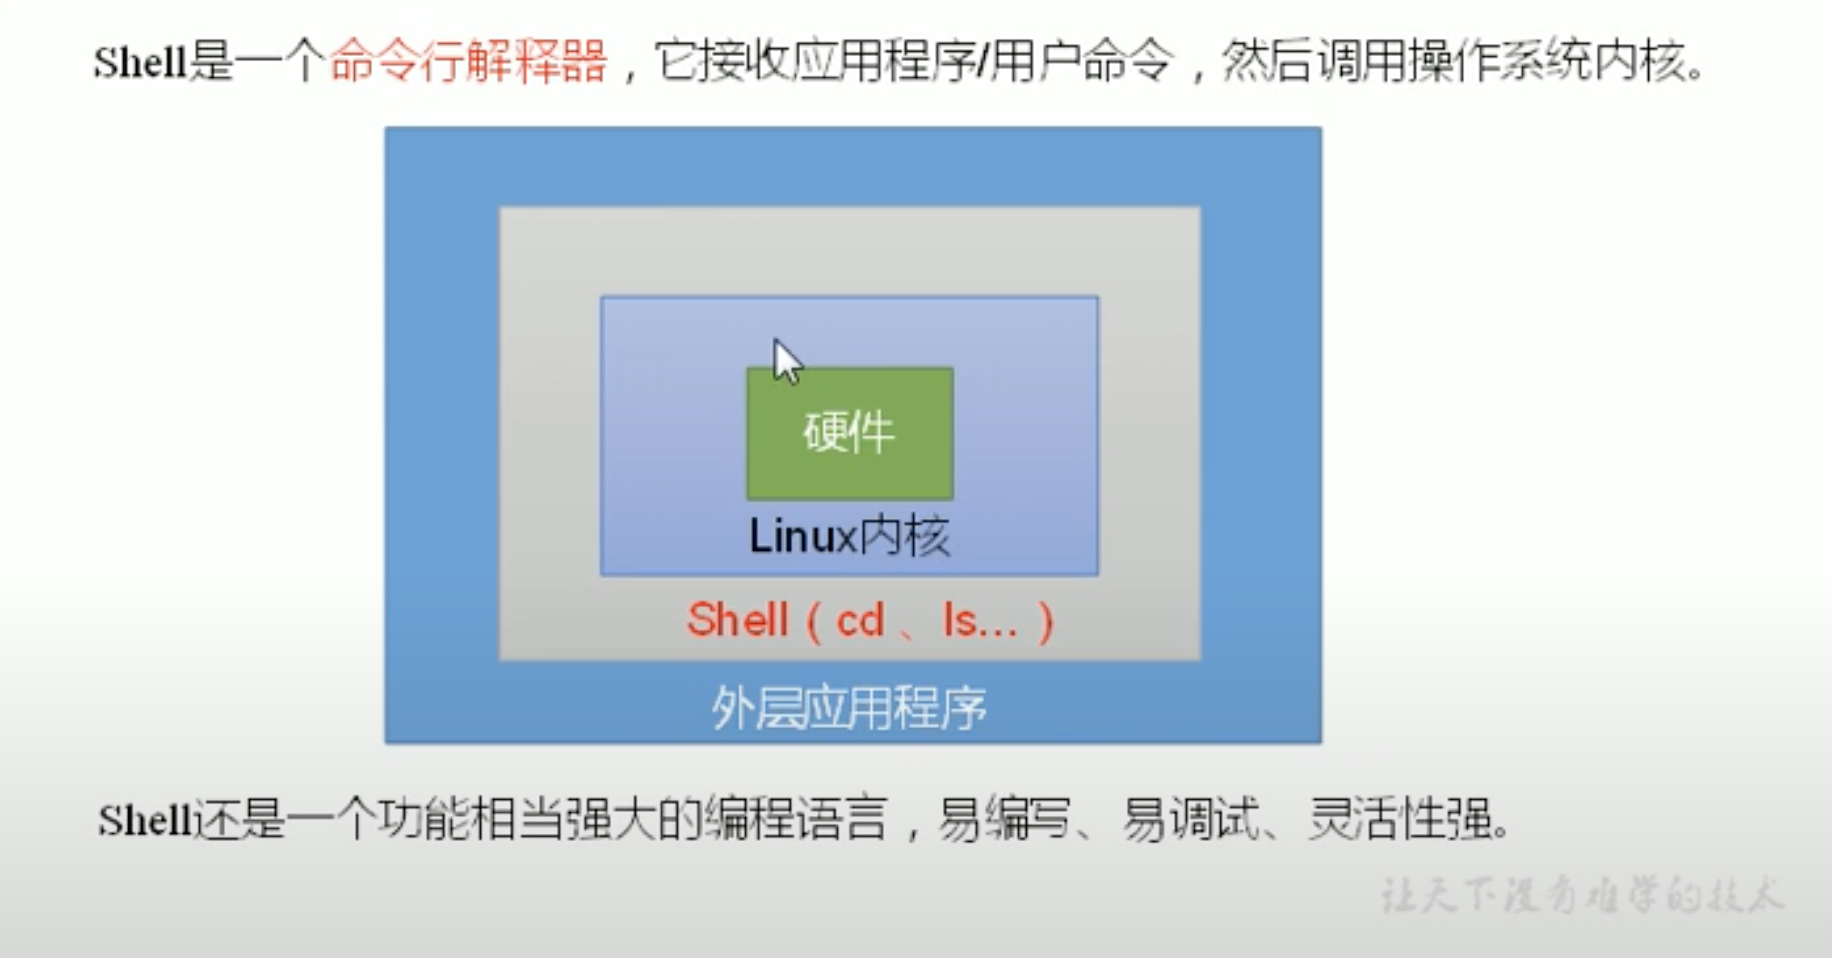 Shell是一个命令行解释器，它接收应用程序/用户命令，然后调用操作系统内核。
硬件
Linux内核
Shell（cd 、ls...）
外层应用程序
Shell还是一个功能相当强大的编程语言，易编写、易调试、灵活性强。
让天下没有难学的技术